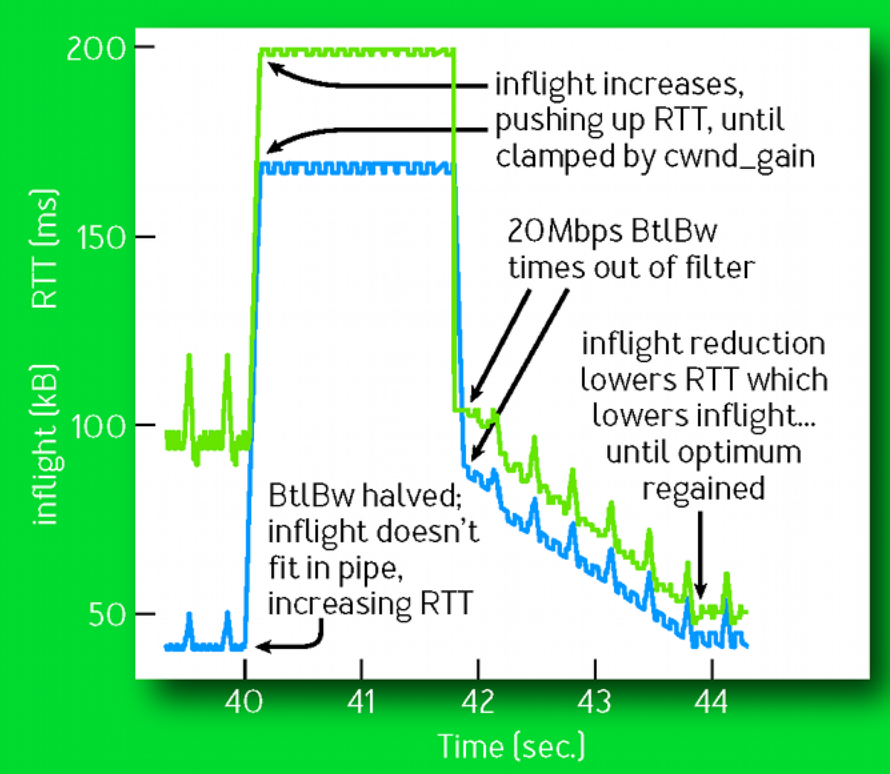 200
150
100
50
RTT (ms)
inflight (kB)
inflight increases,
pushing up RTT, until
clamped by cwnd_gain
20Mbps BtlBw
times out of filter
inflight reduction
lowers RTT which
lowers inflight...
until optimum
regained
BtlBw halved;
inflight doesn't
fit in pipe,
increasing RTT
40 41 42 43 44
Time (sec.)